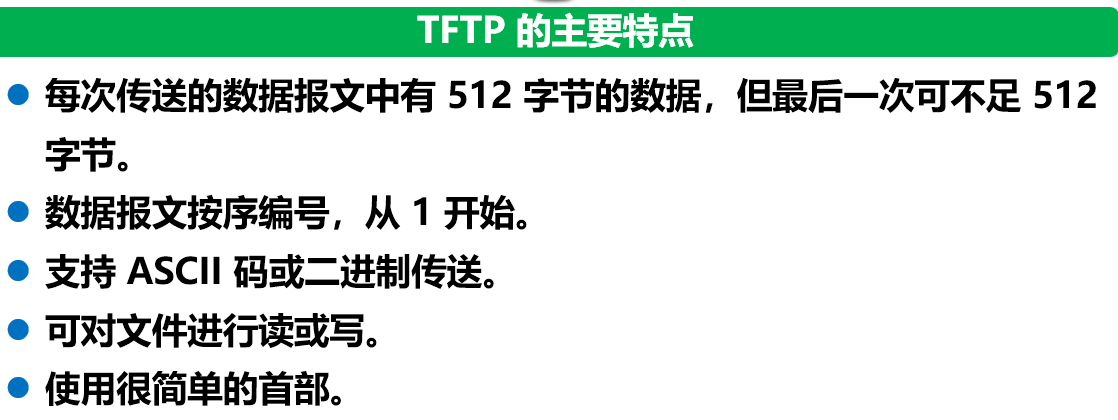 TFTP 的主要特点
每次传送的数据报文中有 512 字节的数据，但最后一次可不足 512
字节。
数据报文按序编号，从 1 开始。
支持 ASCII 码或二进制传送。
可对文件进行读或写。
使用很简单的首部。